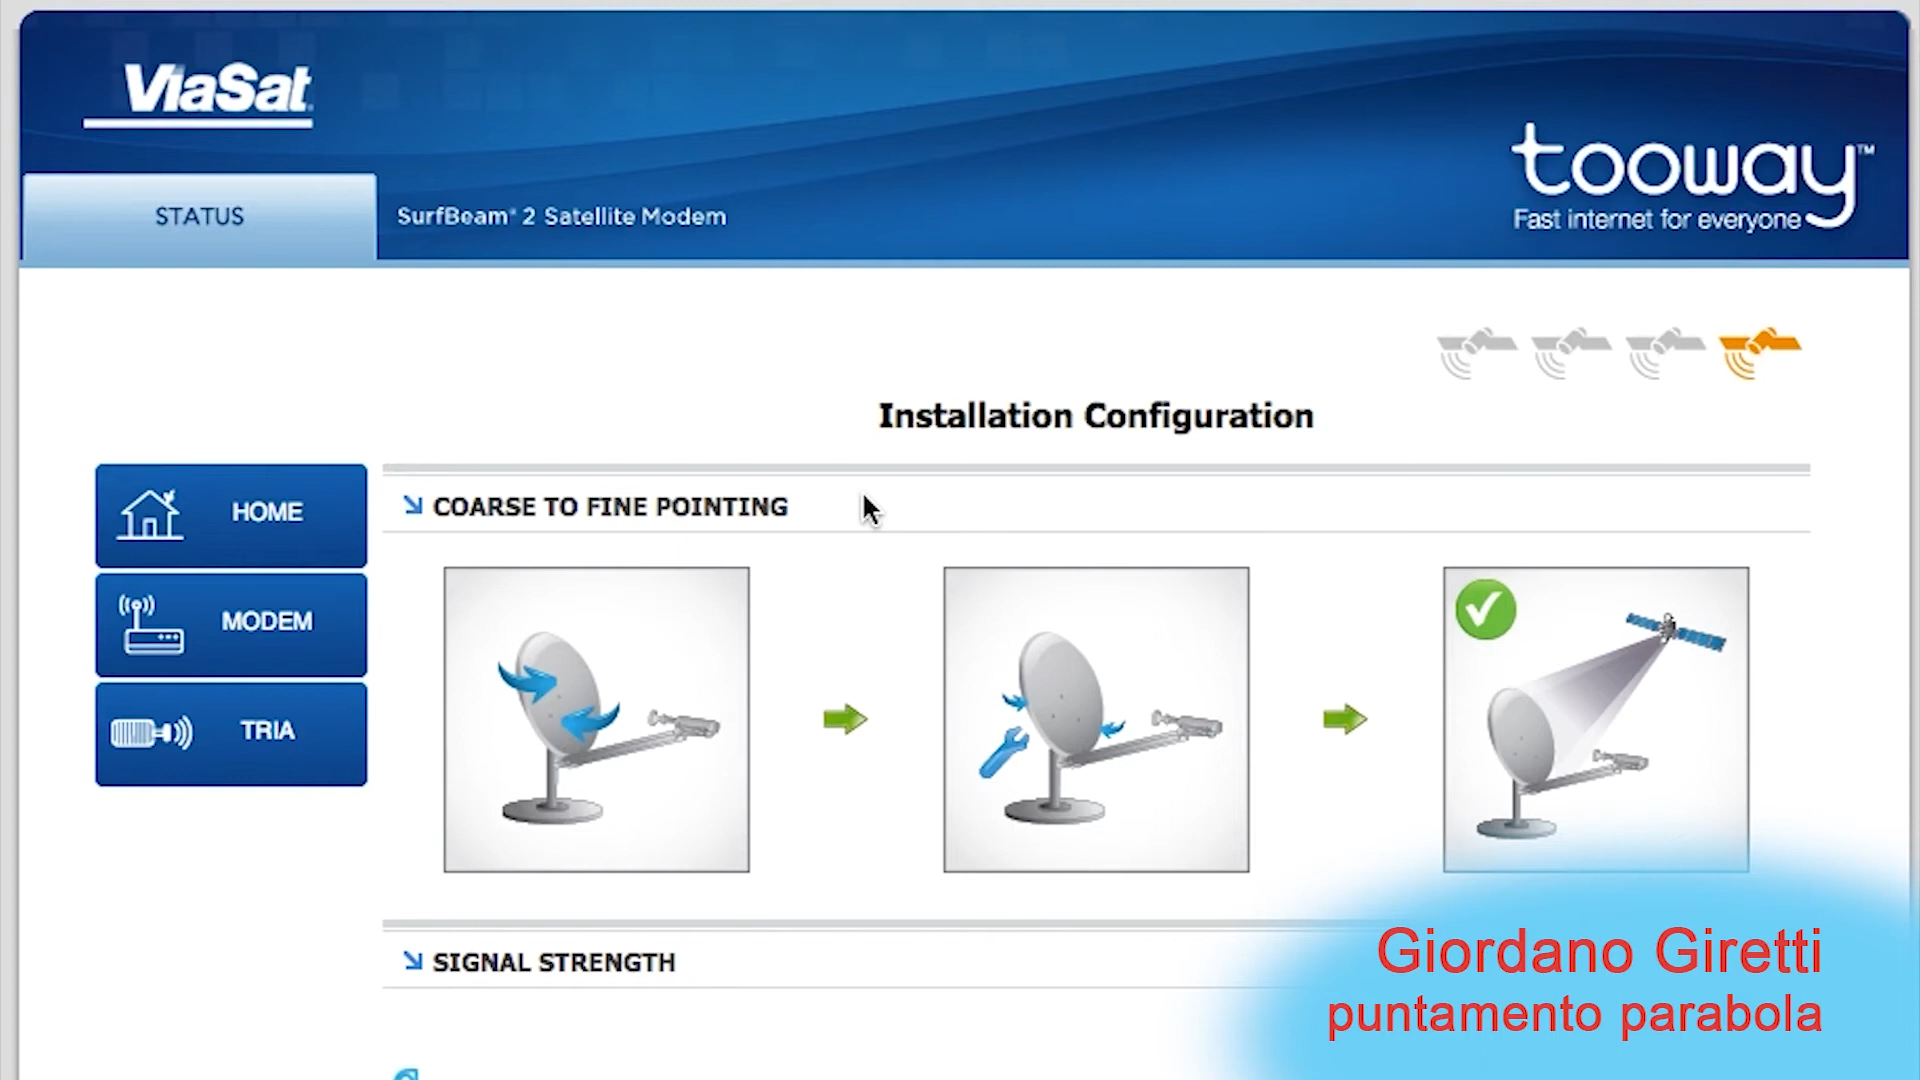 ViaSat
tooway™
Fast internet for everyone
STATUS
SurfBeam® 2 Satellite Modem
Installation Configuration
HOME
MODEM
TRIA
COARSE TO FINE POINTING
SIGNAL STRENGTH
Giordano Giretti
puntamento parabola